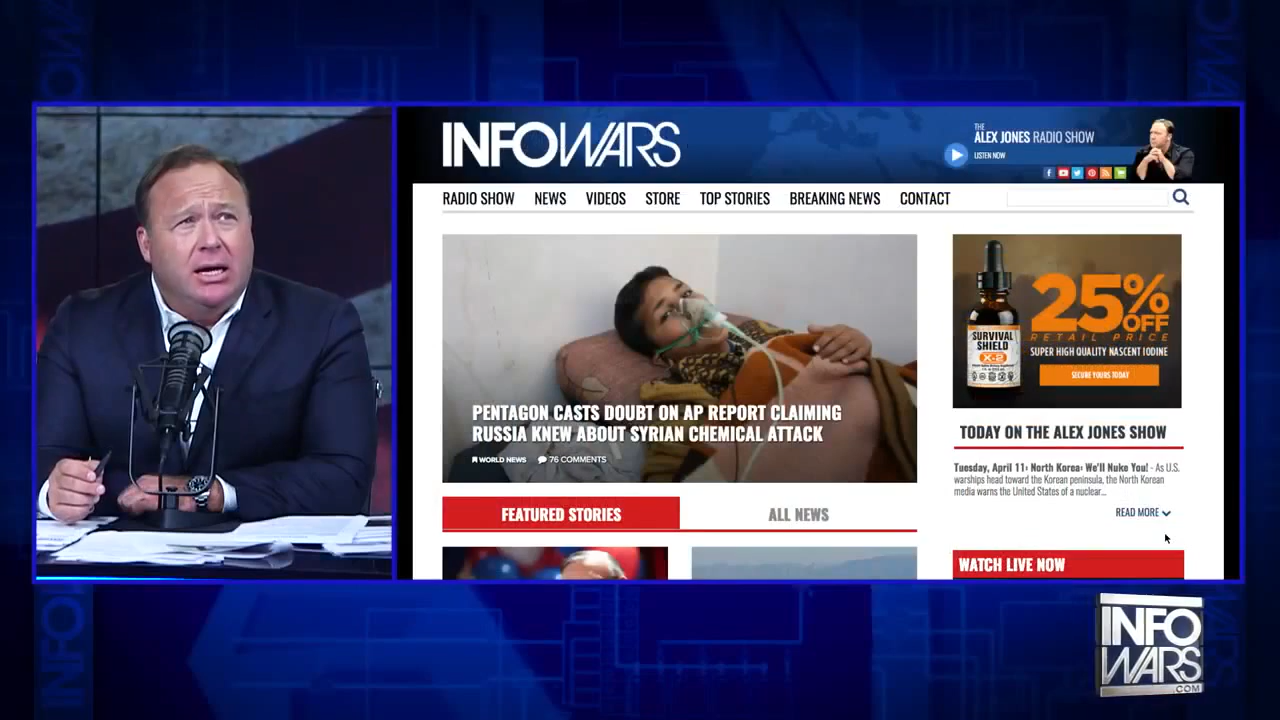 INFOWARS
THE
ALEX JONES RADIO SHOW
LISTEN NOW
RADIO SHOW NEWS VIDEOS STORE TOP STORIES BREAKING NEWS CONTACT
PENTAGON CASTS DOUBT ON AP REPORT CLAIMING
RUSSIA KNEW ABOUT SYRIAN CHEMICAL ATTACK
WORLD NEWS 76 COMMENTS
25%
OFF
RETAIL PRICE
SUPER HIGH QUALITY NASCENT IODINE
SECURE YOURS TODAY
SURVIVAL
SHIELD
X-2
FEATURED STORIES ALL NEWS
TODAY ON THE ALEX JONES SHOW
Tuesday, April 11: North Korea: We'll Nuke You! - As U.S.
warships head toward the Korean peninsula, the North Korean
media warns the United States of a nuclear...
READ MORE
WATCH LIVE NOW
INFO
WARS
.COM